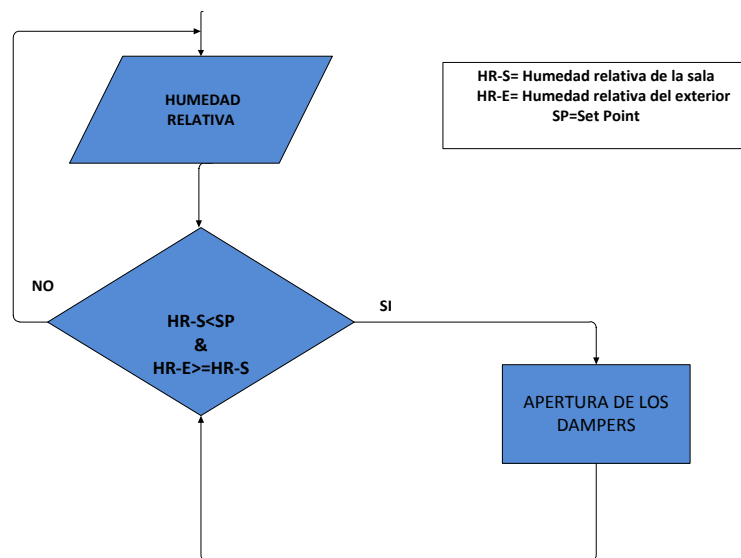 HUMEDAD
RELATIVA
HR-S= Humedad relativa de la sala
HR-E= Humedad relativa del exterior
SP=Set Point
NO
SI
HR-S<SP
&
HR-E>=HR-S
APERTURA DE LOS
DAMPERS